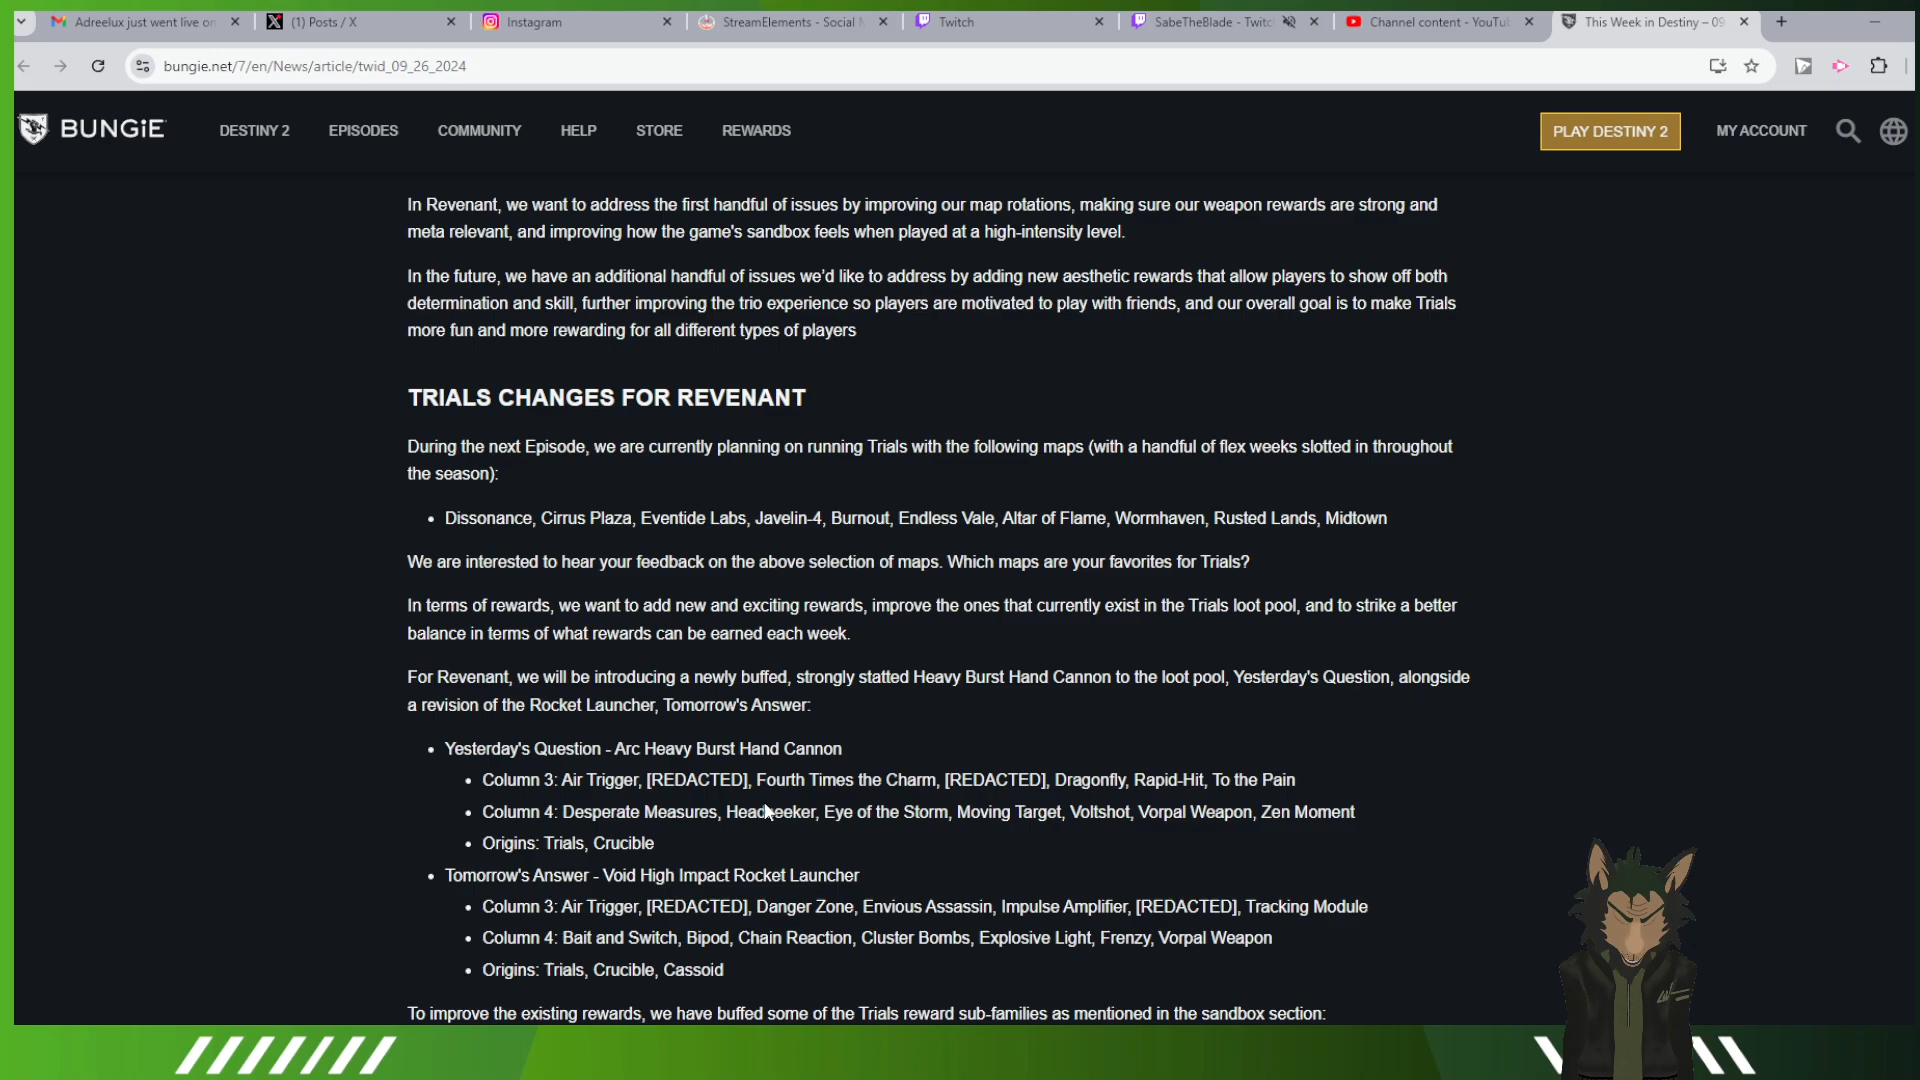 Adreelux just went live on
(1) Posts / X
Instagram
StreamElements - Social M
Twitch
SabeTheBlade - Twitch
Channel content - YouTub
This Week in Destiny – 09
bungie.net/7/en/News/article/twid_09_26_2024
BUNGiE
DESTINY 2
EPISODES
COMMUNITY
HELP
STORE
REWARDS
PLAY DESTINY 2
MY ACCOUNT
In Revenant, we want to address the first handful of issues by improving our map rotations, making sure our weapon rewards are strong and
meta relevant, and improving how the game's sandbox feels when played at a high-intensity level.
In the future, we have an additional handful of issues we'd like to address by adding new aesthetic rewards that allow players to show off both
determination and skill, further improving the trio experience so players are motivated to play with friends, and our overall goal is to make Trials
more fun and more rewarding for all different types of players
TRIALS CHANGES FOR REVENANT
During the next Episode, we are currently planning on running Trials with the following maps (with a handful of flex weeks slotted in throughout
the season):
• Dissonance, Cirrus Plaza, Eventide Labs, Javelin-4, Burnout, Endless Vale, Altar of Flame, Wormhaven, Rusted Lands, Midtown
We are interested to hear your feedback on the above selection of maps. Which maps are your favorites for Trials?
In terms of rewards, we want to add new and exciting rewards, improve the ones that currently exist in the Trials loot pool, and to strike a better
balance in terms of what rewards can be earned each week.
For Revenant, we will be introducing a newly buffed, strongly statted Heavy Burst Hand Cannon to the loot pool, Yesterday's Question, alongside
a revision of the Rocket Launcher, Tomorrow's Answer:
• Yesterday's Question - Arc Heavy Burst Hand Cannon
• Column 3: Air Trigger, [REDACTED], Fourth Times the Charm, [REDACTED], Dragonfly, Rapid-Hit, To the Pain
• Column 4: Desperate Measures, Headseeker, Eye of the Storm, Moving Target, Voltshot, Vorpal Weapon, Zen Moment
• Origins: Trials, Crucible
• Tomorrow's Answer - Void High Impact Rocket Launcher
• Column 3: Air Trigger, [REDACTED], Danger Zone, Envious Assassin, Impulse Amplifier, [REDACTED], Tracking Module
• Column 4: Bait and Switch, Bipod, Chain Reaction, Cluster Bombs, Explosive Light, Frenzy, Vorpal Weapon
• Origins: Trials, Crucible, Cassoid
To improve the existing rewards, we have buffed some of the Trials reward sub-families as mentioned in the sandbox section: